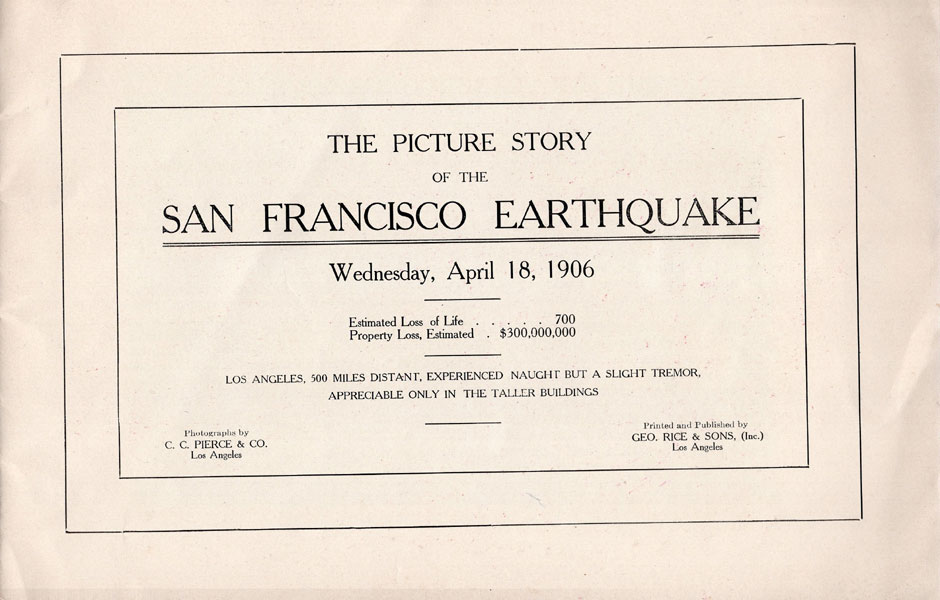 THE PICTURE STORY
OF THE
SAN FRANCISCO EARTHQUAKE
Wednesday, April 18, 1906
Estimated Loss of Life . . . . . 700
Property Loss, Estimated . $300,000,000
LOS ANGELES, 500 MILES DISTANT, EXPERIENCED NAUGHT BUT A SLIGHT TREMOR,
APPRECIABLE ONLY IN THE TALLER BUILDINGS
Photographs by
C. C. PIERCE & CO.
Los Angeles
Printed and Published by
GEO. RICE & SONS, (Inc.)
Los Angeles